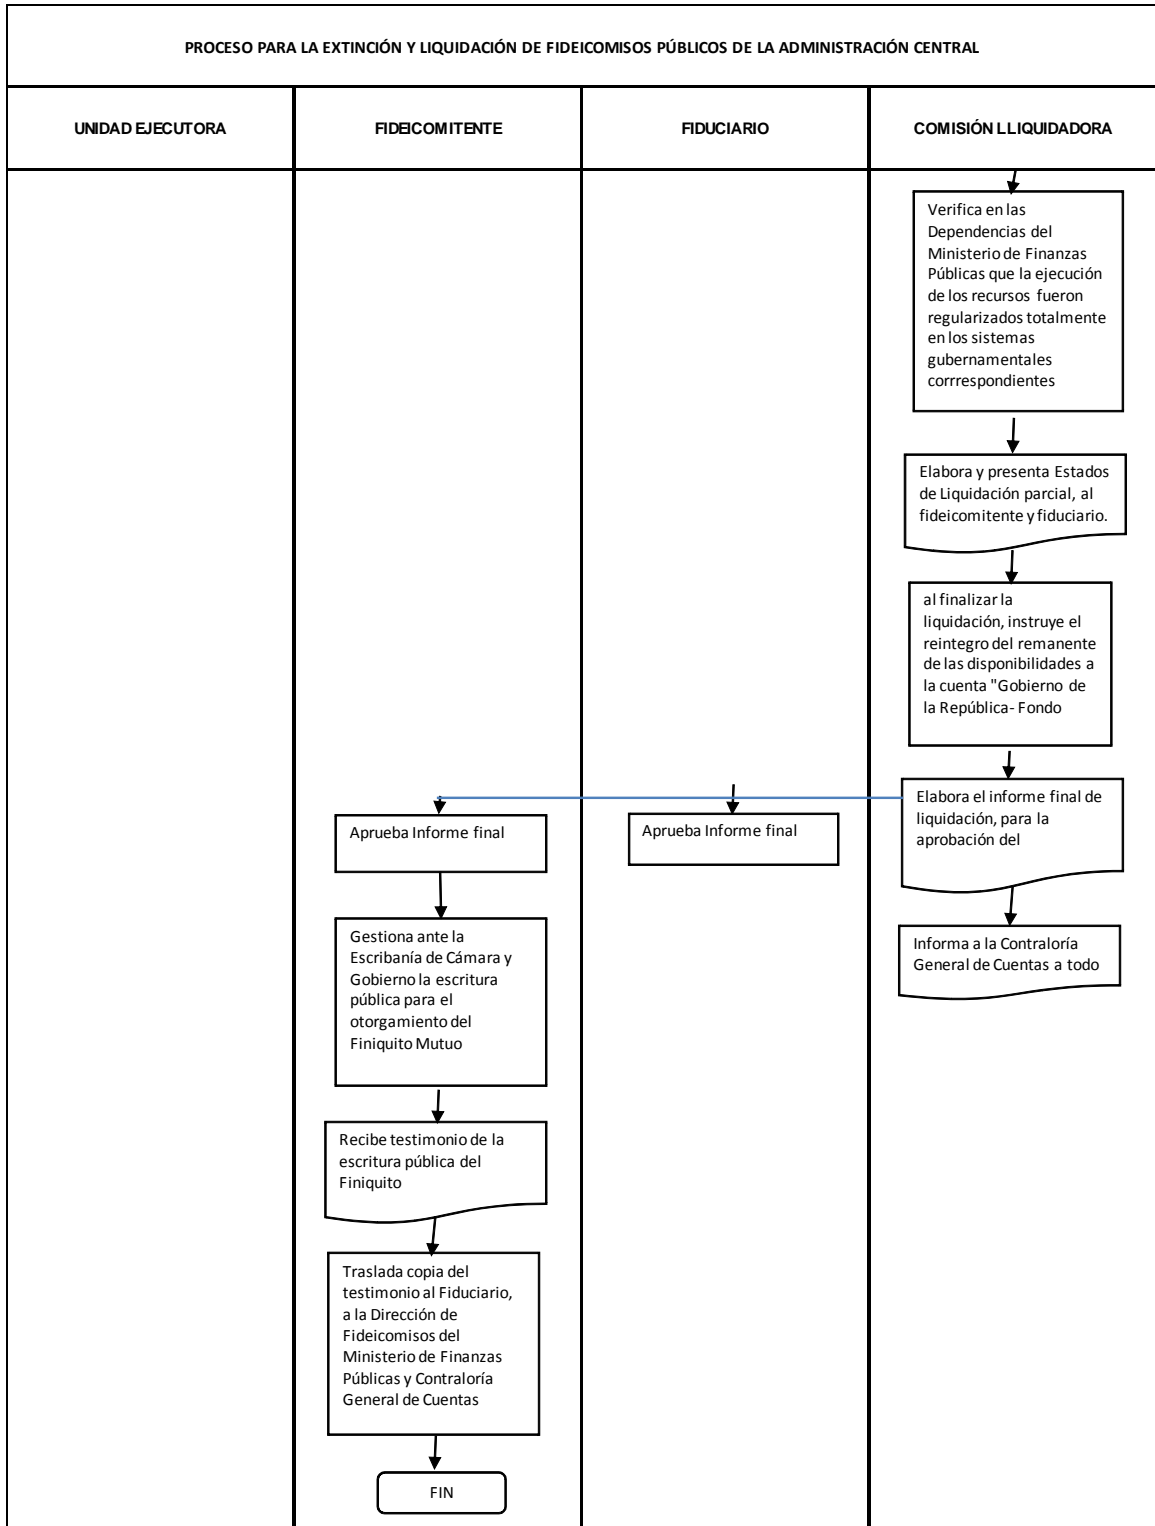 PROCESO PARA LA EXTINCIÓN Y LIQUIDACIÓN DE FIDEICOMISOS PÚBLICOS DE LA ADMINISTRACIÓN CENTRAL
UNIDAD EJECUTORA
FIDEICOMITENTE
FIDUCIARIO
COMISIÓN LLIQUIDADORA
Verifica en las
Dependencias del
Ministerio de Finanzas
Públicas que la ejecución
de los recursos fueron
regularizados totalmente
en los sistemas
gubernamentales
corrrespondientes
Elabora y presenta Estados
de Liquidación parcial, al
fideicomitente y fiduciario.
al finalizar la
liquidación, instruye el
reintegro del remanente
de las disponibilidades a
la cuenta "Gobierno de
la República- Fondo
Elabora el informe final de
liquidación, para la
aprobación del
Informa a la Contraloría
General de Cuentas a todo
Aprueba Informe final
Aprueba Informe final
Gestiona ante la
Escribanía de Cámara y
Gobierno la escritura
pública para el
otorgamiento del
Finiquito Mutuo
Recibe testimonio de la
escritura pública del
Finiquito
Traslada copia del
testimonio al Fiduciario,
a la Dirección de
Fideicomisos del
Ministerio de Finanzas
Públicas y Contraloría
General de Cuentas
FIN